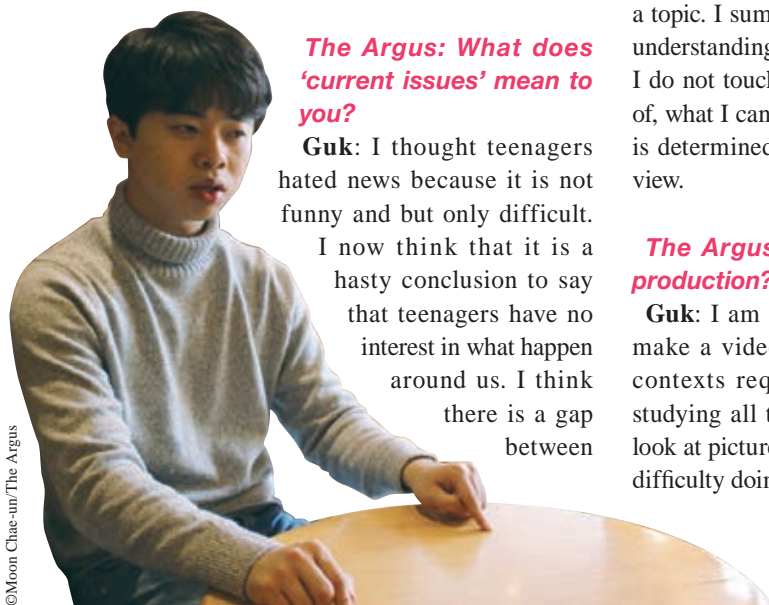 The Argus: What does
'current issues' mean to
you?
Guk: I thought teenagers
hated news because it is not
funny and but only difficult.
I now think that it is a
hasty conclusion to say
that teenagers have no
interest in what happen
around us. I think
there is a gap
between
a topic. I sum
understanding
I do not touch
of, what I can
is determined
view.
The Argus
production?
Guk: I am
make a vide
contexts req
studying all t
look at picture
difficulty doin
©Moon Chae-un/The Argus